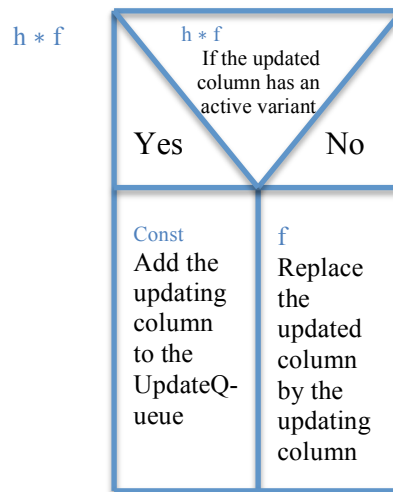 h ∗ f
h ∗ f
If the updated
column has an
active variant
Yes
No
Const
Add the
updating
column
to the
UpdateQ-
ueue
f
Replace
the
updated
column
by the
updating
column